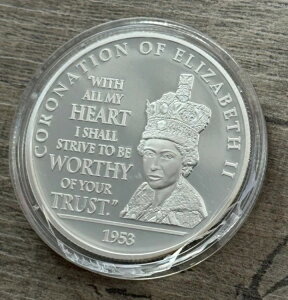 CORONATION OF ELIZABETH II
"WITH
ALL MY
HEART
I SHALL
STRIVE TO BE
WORTHY
OF YOUR
TRUST."
1953